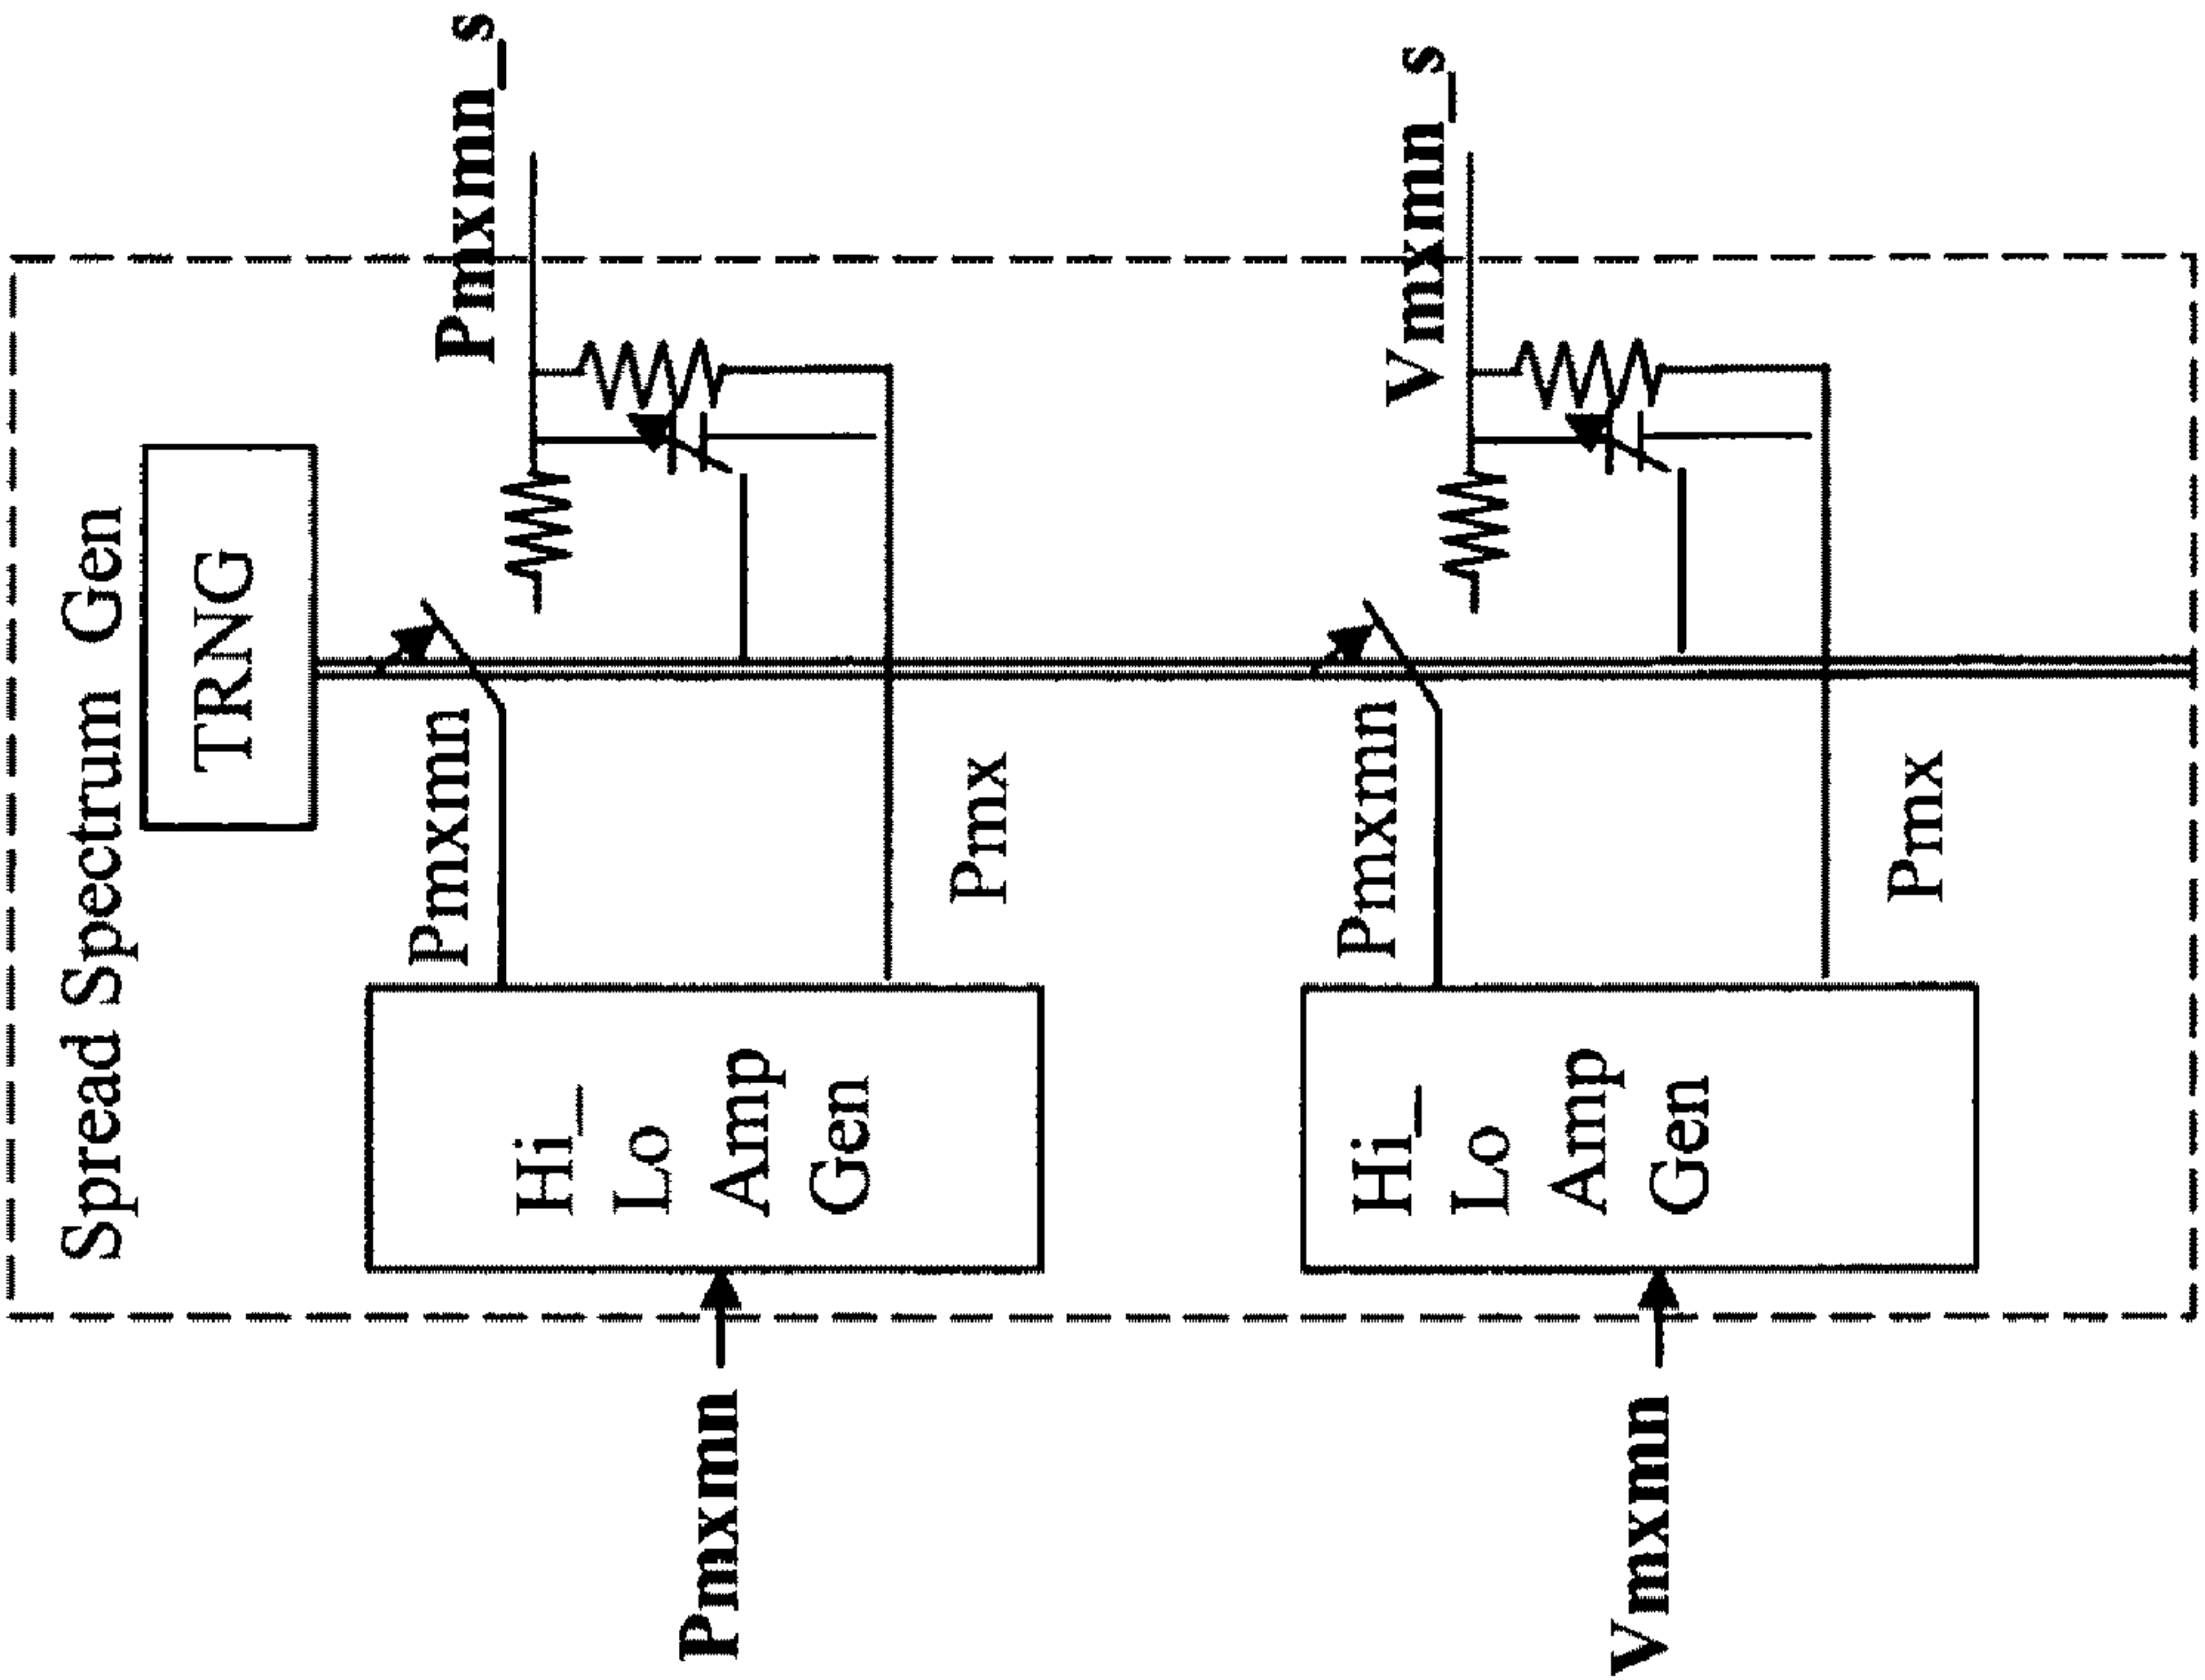 Spread Spectrum Gen
TRNG
Pmxmn
Pmxmn_s
Hi_
Lo
Amp
Gen
Pmxmn
Pmx
Pmxmn
Vmxmn_s
Hi_
Lo
Amp
Gen
Vmxmn
Pmx